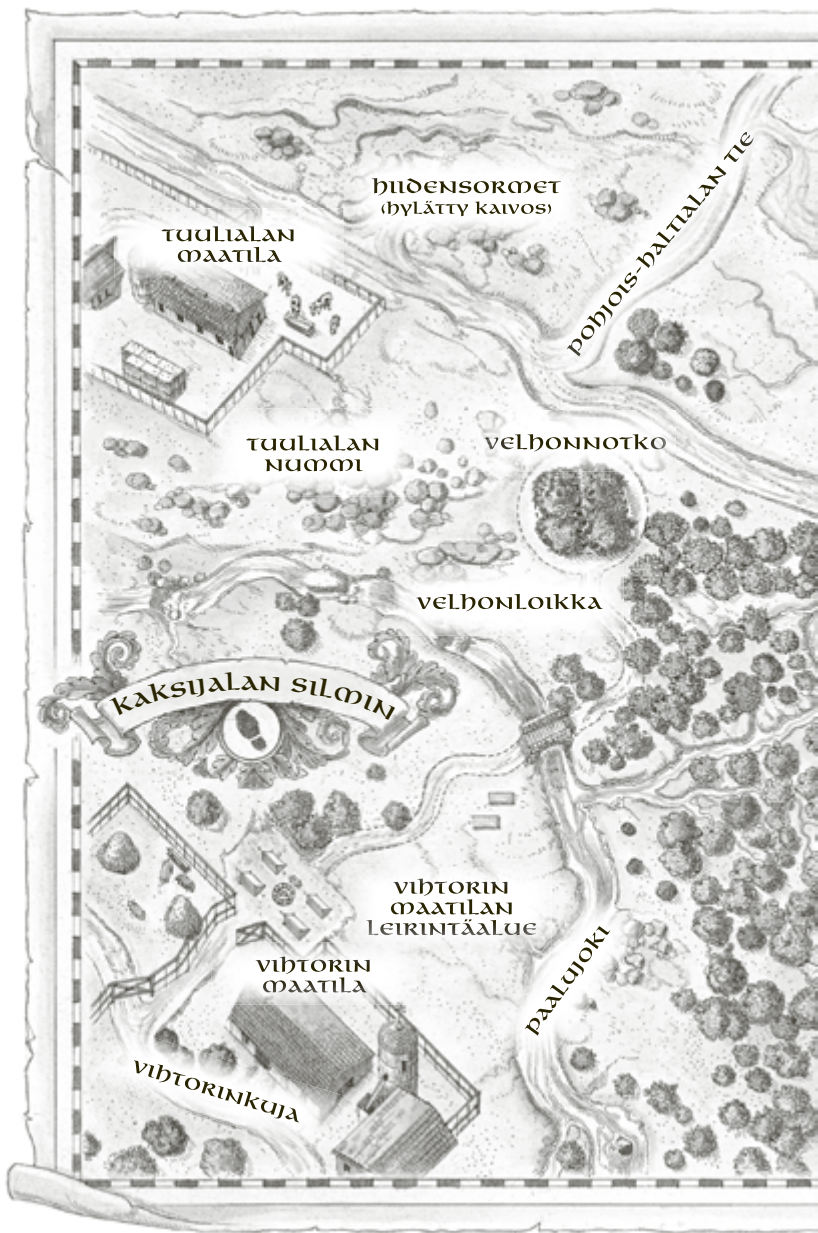 HIIDENSORMET
(HYLÄTTY KAIVOS)
POHJOIS-HALTIALAN TIE
TUULIALAN
MAATILA
TUULIALAN
NUMMI
VELHONNOTKO
VELHONLOIKKA
KAKSIJALAN SILMIN
VIHTORIN
MAATILAN
LEIRINTÄALUE
VIHTORIN
MAATILA
PAALUJOKI
VIHTORINKUJA